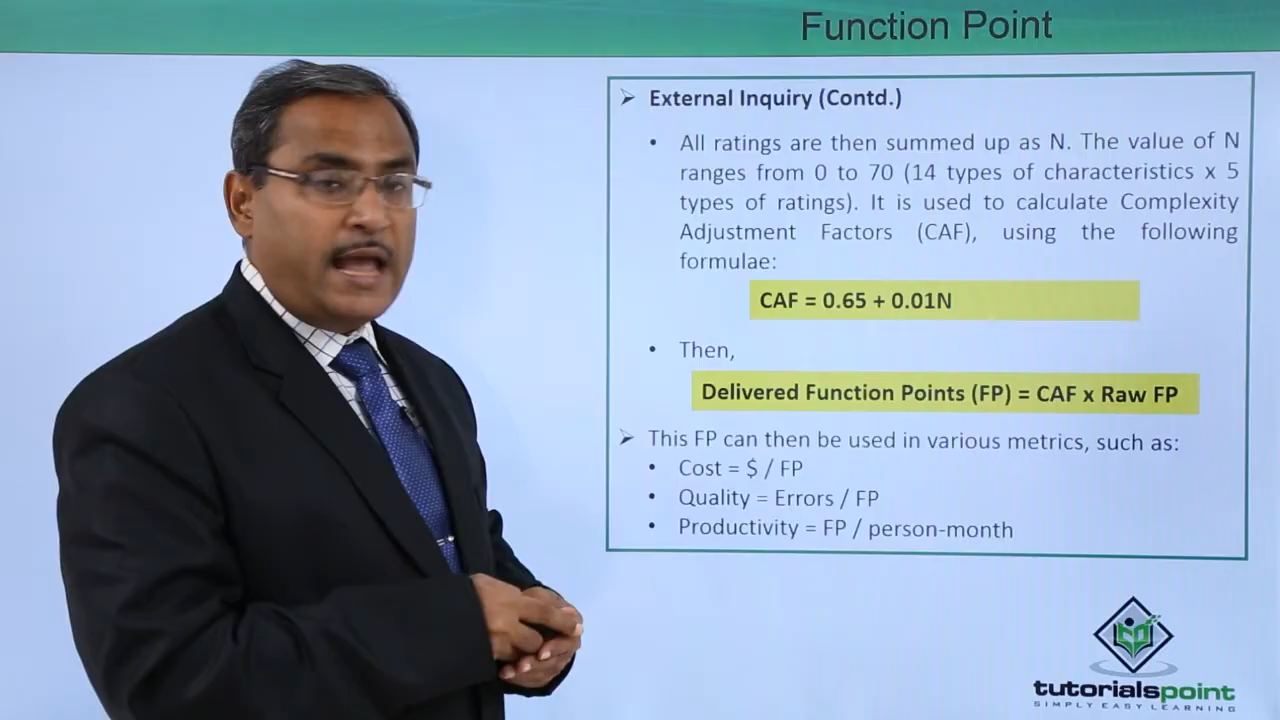 Function Point
➢ External Inquiry (Contd.)
• All ratings are then summed up as N. The value of N
ranges from 0 to 70 (14 types of characteristics x 5
types of ratings). It is used to calculate Complexity
Adjustment Factors (CAF), using the following
formulae:
CAF = 0.65 + 0.01N
• Then,
Delivered Function Points (FP) = CAF x Raw FP
➢ This FP can then be used in various metrics, such as:
• Cost = $ / FP
• Quality = Errors / FP
• Productivity = FP / person-month
tutorialspoint
SIMPLY EASY LEARNING